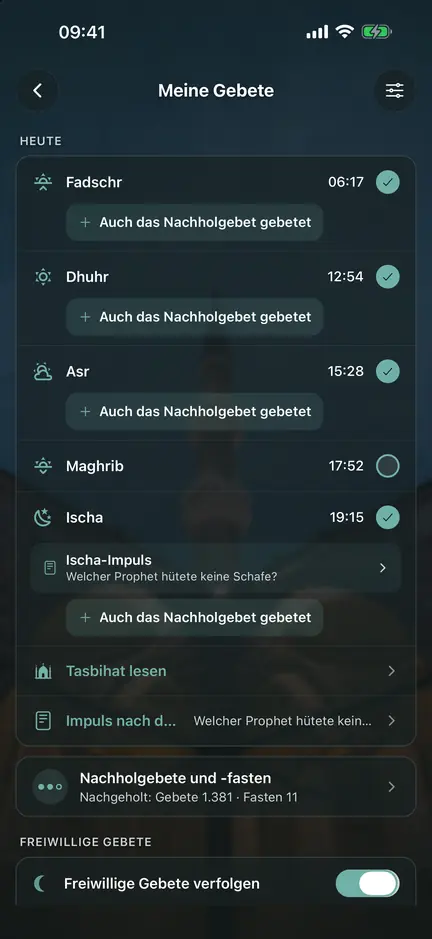 09:41
Meine Gebete
HEUTE
Fadschr 06:17
+ Auch das Nachholgebet gebetet
Dhuhr 12:54
+ Auch das Nachholgebet gebetet
Asr 15:28
+ Auch das Nachholgebet gebetet
Maghrib 17:52
Ischa 19:15
Ischa-Impuls
Welcher Prophet hütete keine Schafe?
+ Auch das Nachholgebet gebetet
Tasbihat lesen
Impuls nach d... Welcher Prophet hütete kein...
Nachholgebete und -fasten
Nachgeholt: Gebete 1.381 · Fasten 11
FREIWILLIGE GEBETE
Freiwillige Gebete verfolgen